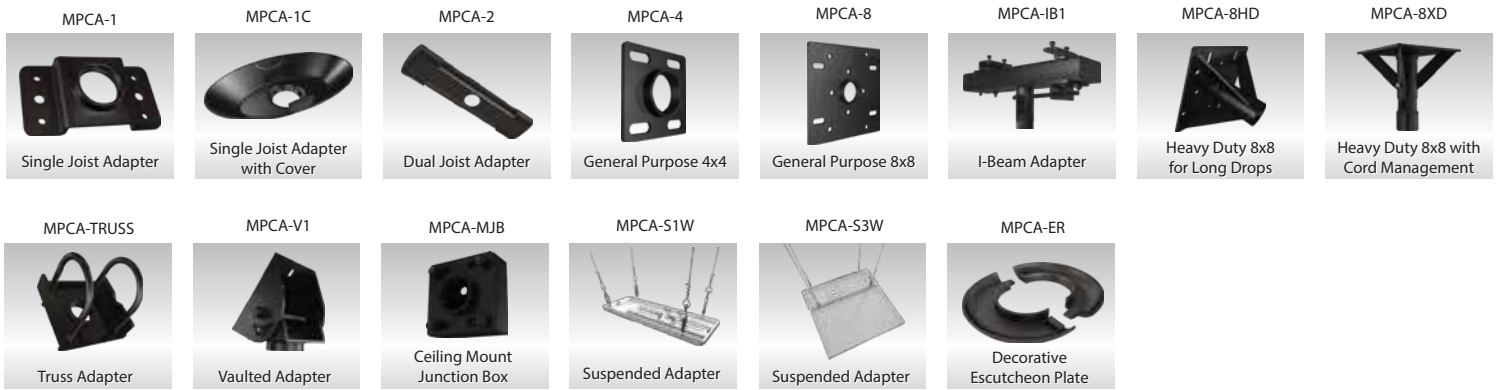 MPCA-1
MPCA-1C
MPCA-2
MPCA-4
MPCA-8
MPCA-IB1
MPCA-8HD
MPCA-8XD
Single Joist Adapter
Single Joist Adapter
with Cover
Dual Joist Adapter
General Purpose 4x4
General Purpose 8x8
I-Beam Adapter
Heavy Duty 8x8
for Long Drops
Heavy Duty 8x8 with
Cord Management
MPCA-TRUSS
MPCA-V1
MPCA-MJB
MPCA-S1W
MPCA-S3W
MPCA-ER
Truss Adapter
Vaulted Adapter
Ceiling Mount
Junction Box
Suspended Adapter
Suspended Adapter
Decorative
Escutcheon Plate